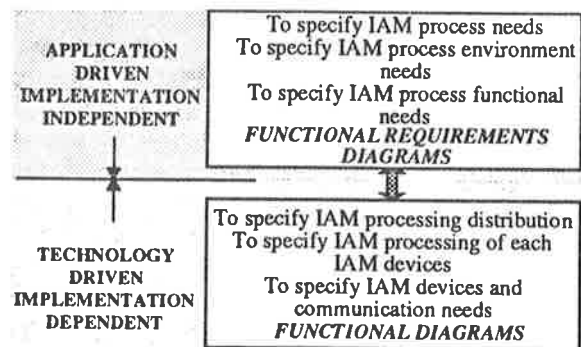 APPLICATION
DRIVEN
IMPLEMENTATION
INDEPENDENT
To specify IAM process needs
To specify IAM process environment
needs
To specify IAM process functional
needs
FUNCTIONAL REQUIREMENTS
DIAGRAMS
TECHNOLOGY
DRIVEN
IMPLEMENTATION
DEPENDENT
To specify IAM processing distribution
To specify IAM processing of each
IAM devices
To specify IAM devices and
communication needs
FUNCTIONAL DIAGRAMS